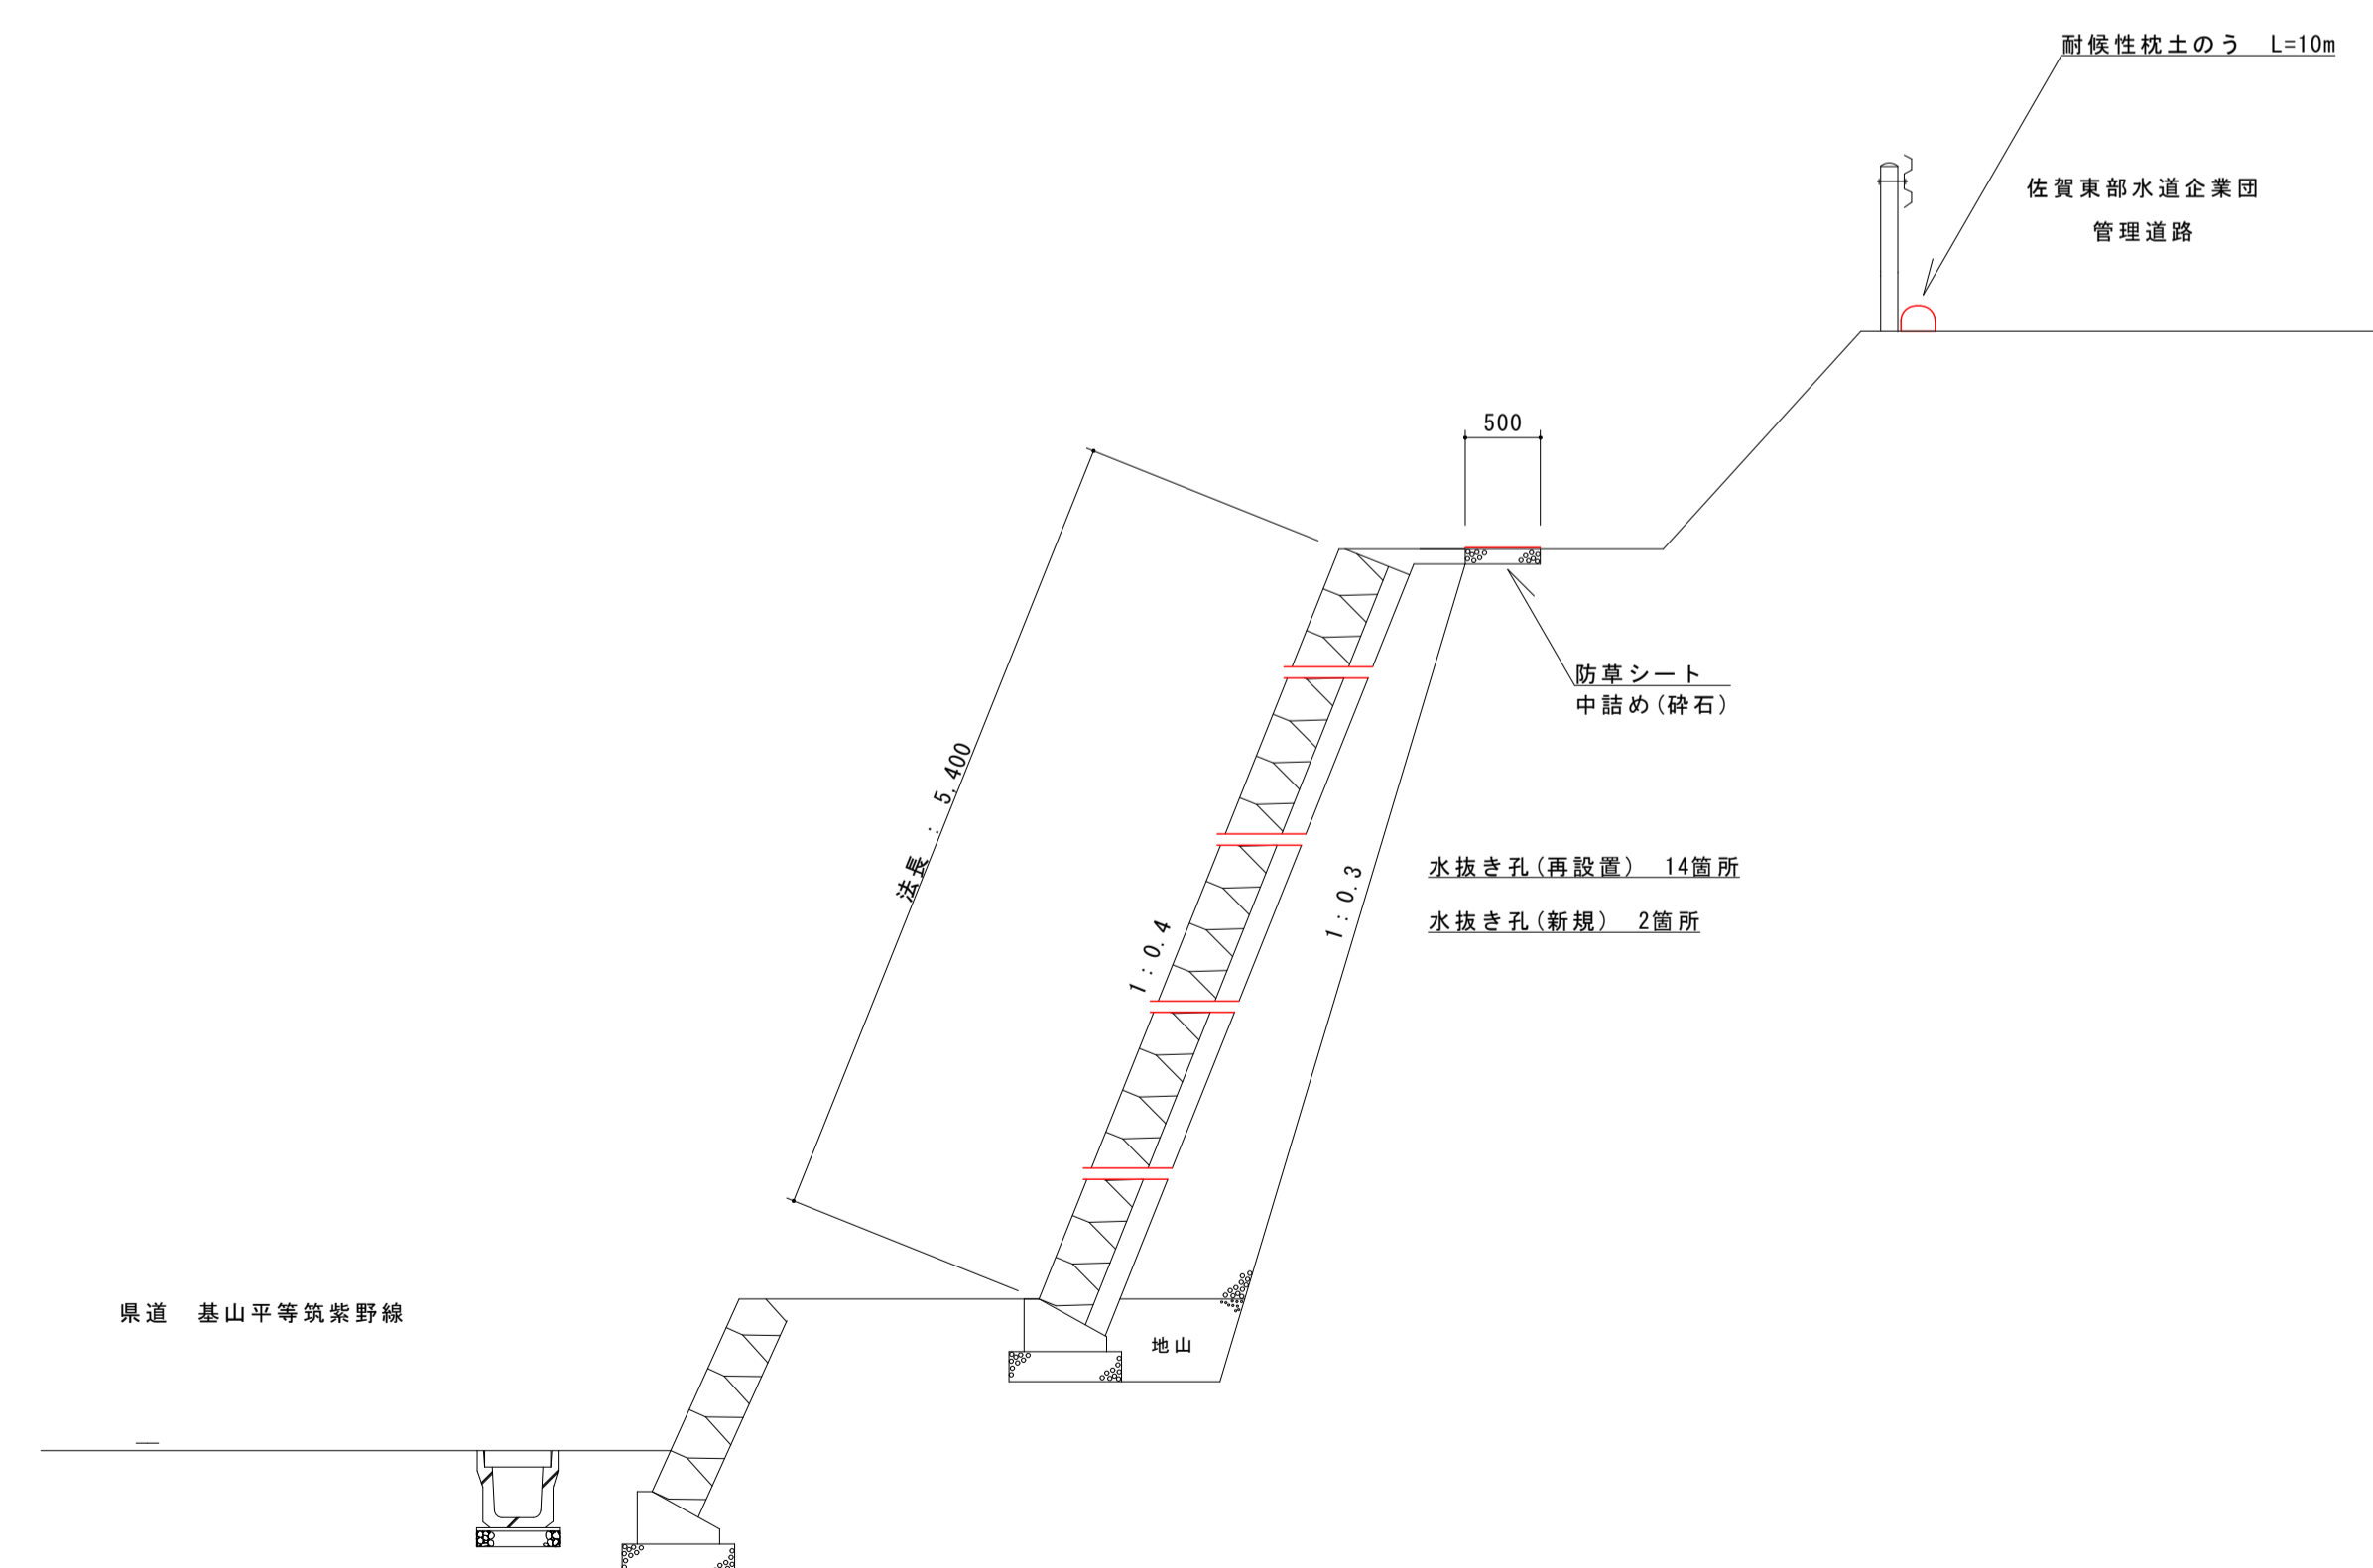 耐候性枕土のう　L=10m
佐賀東部水道企業団
管理道路
500
防草シート
中詰め(砕石)
法長 : 5,400
水抜き孔(再設置)　14箇所
水抜き孔(新規)　2箇所
1:0.3
1:0.4
県道　基山平等筑紫野線
地山